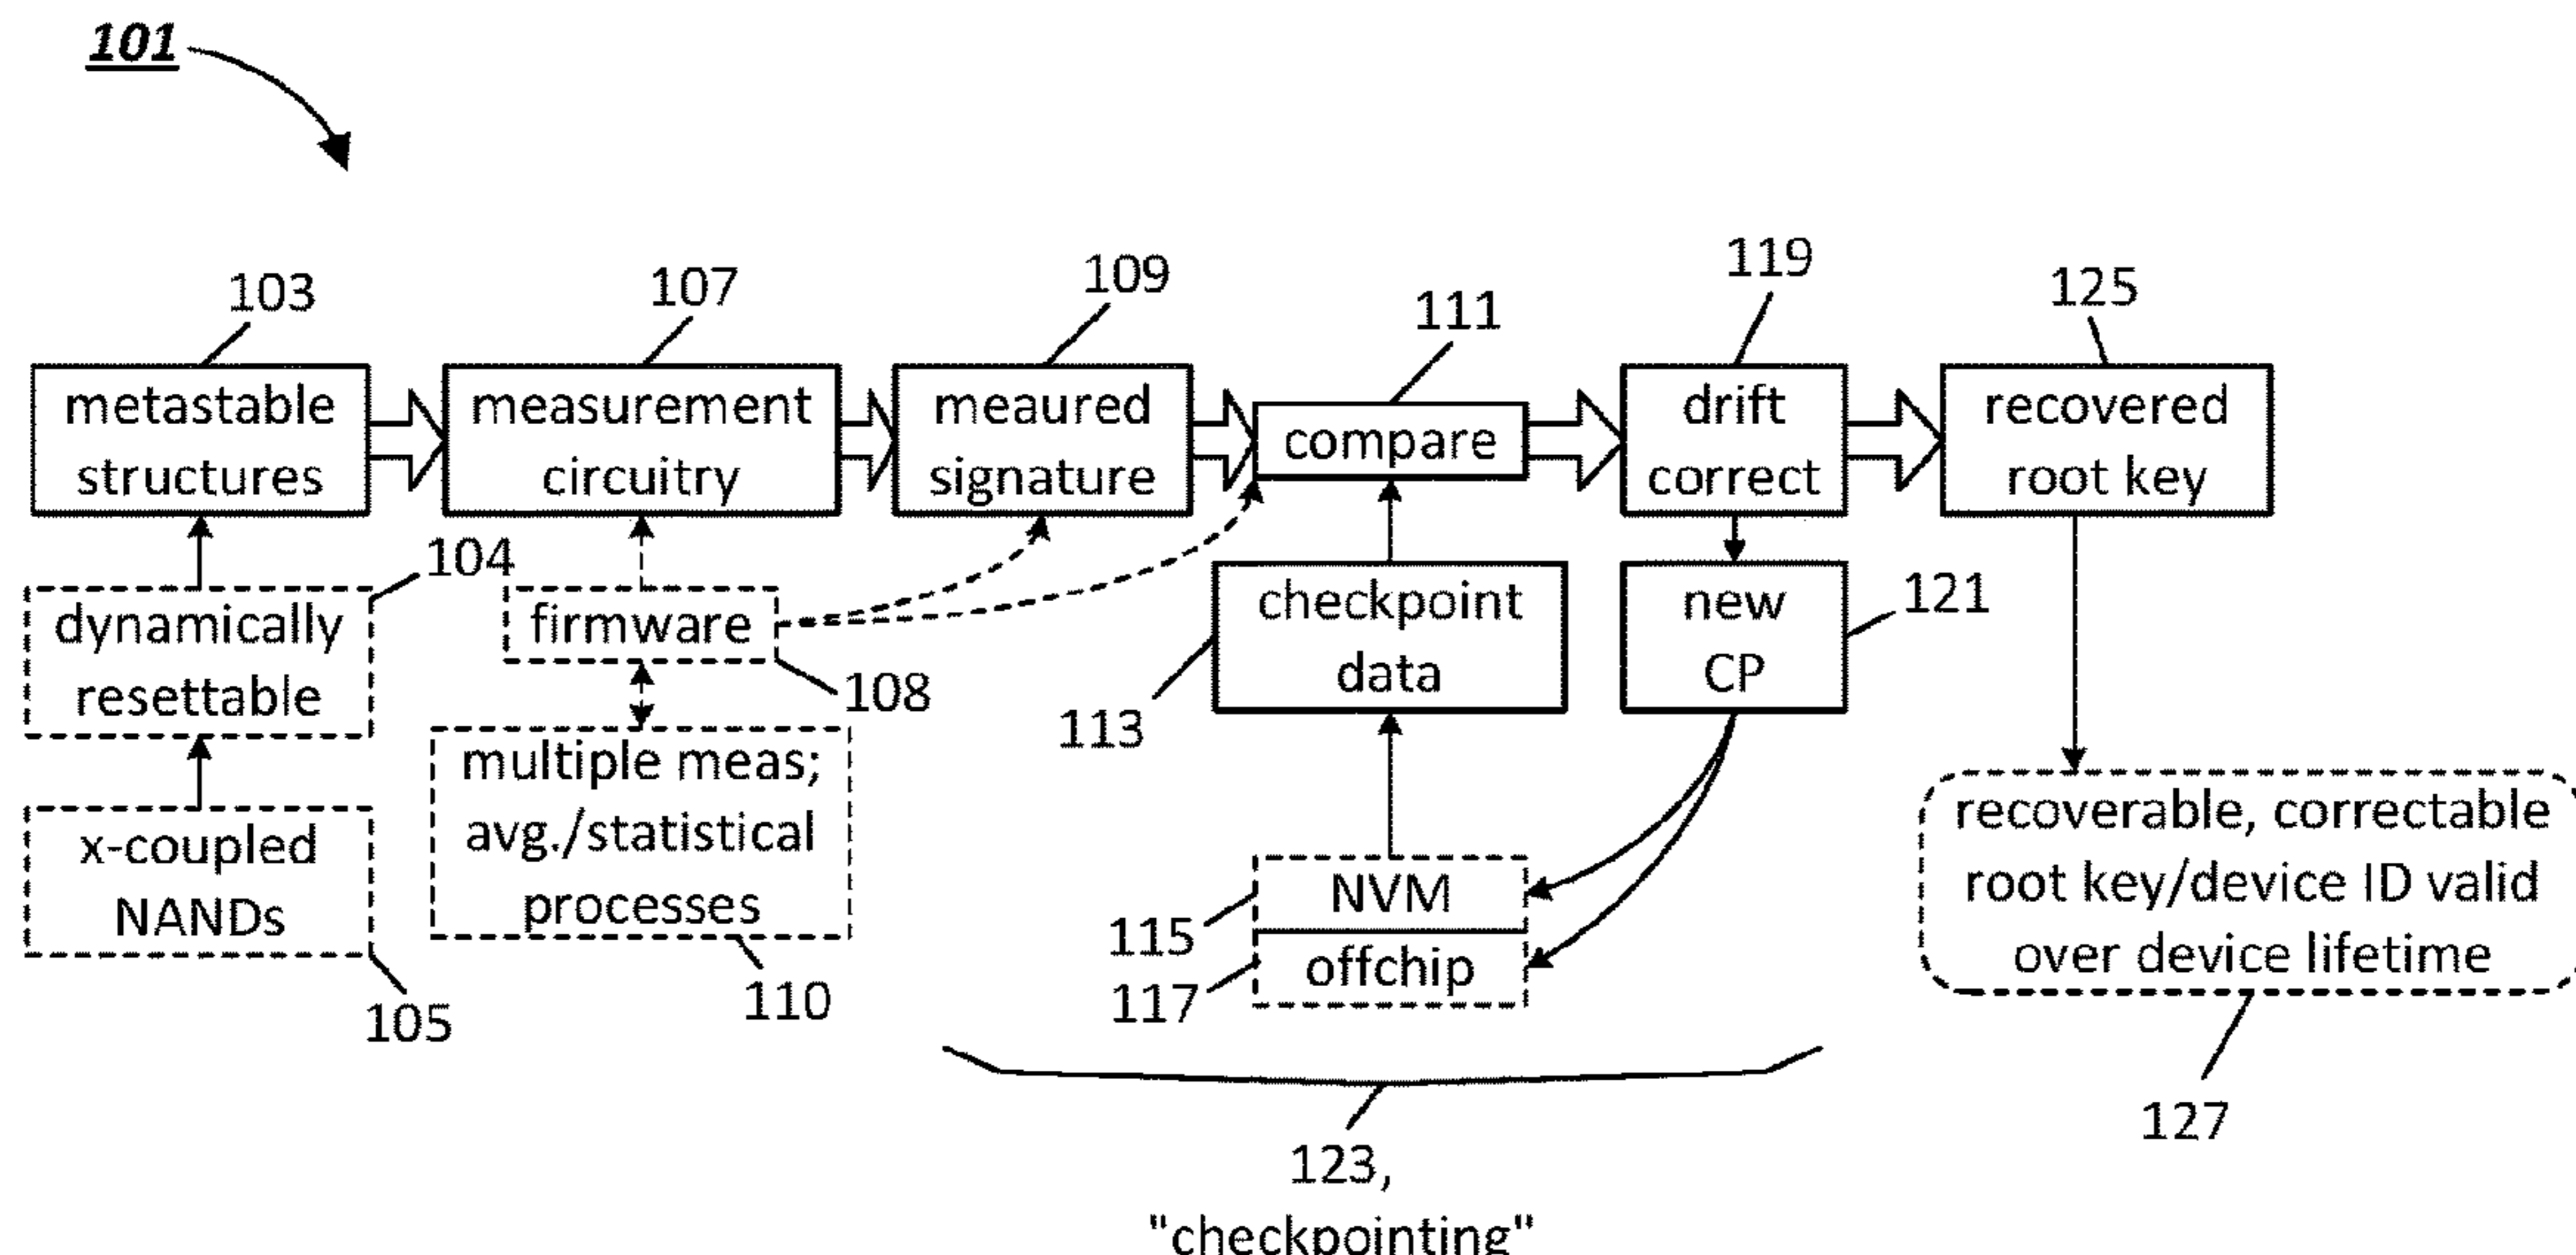 101
103
107
109
111
119
125
metastable
structures
measurement
circuitry
meaured
signature
compare
drift
correct
recovered
root key
104
dynamically
resettable
firmware
108
checkpoint
data
113
new
CP
121
x-coupled
NANDs
105
multiple meas;
avg./statistical
processes
110
115
NVM
117
offchip
recoverable, correctable
root key/device ID valid
over device lifetime
127
123,
"checkpointing"